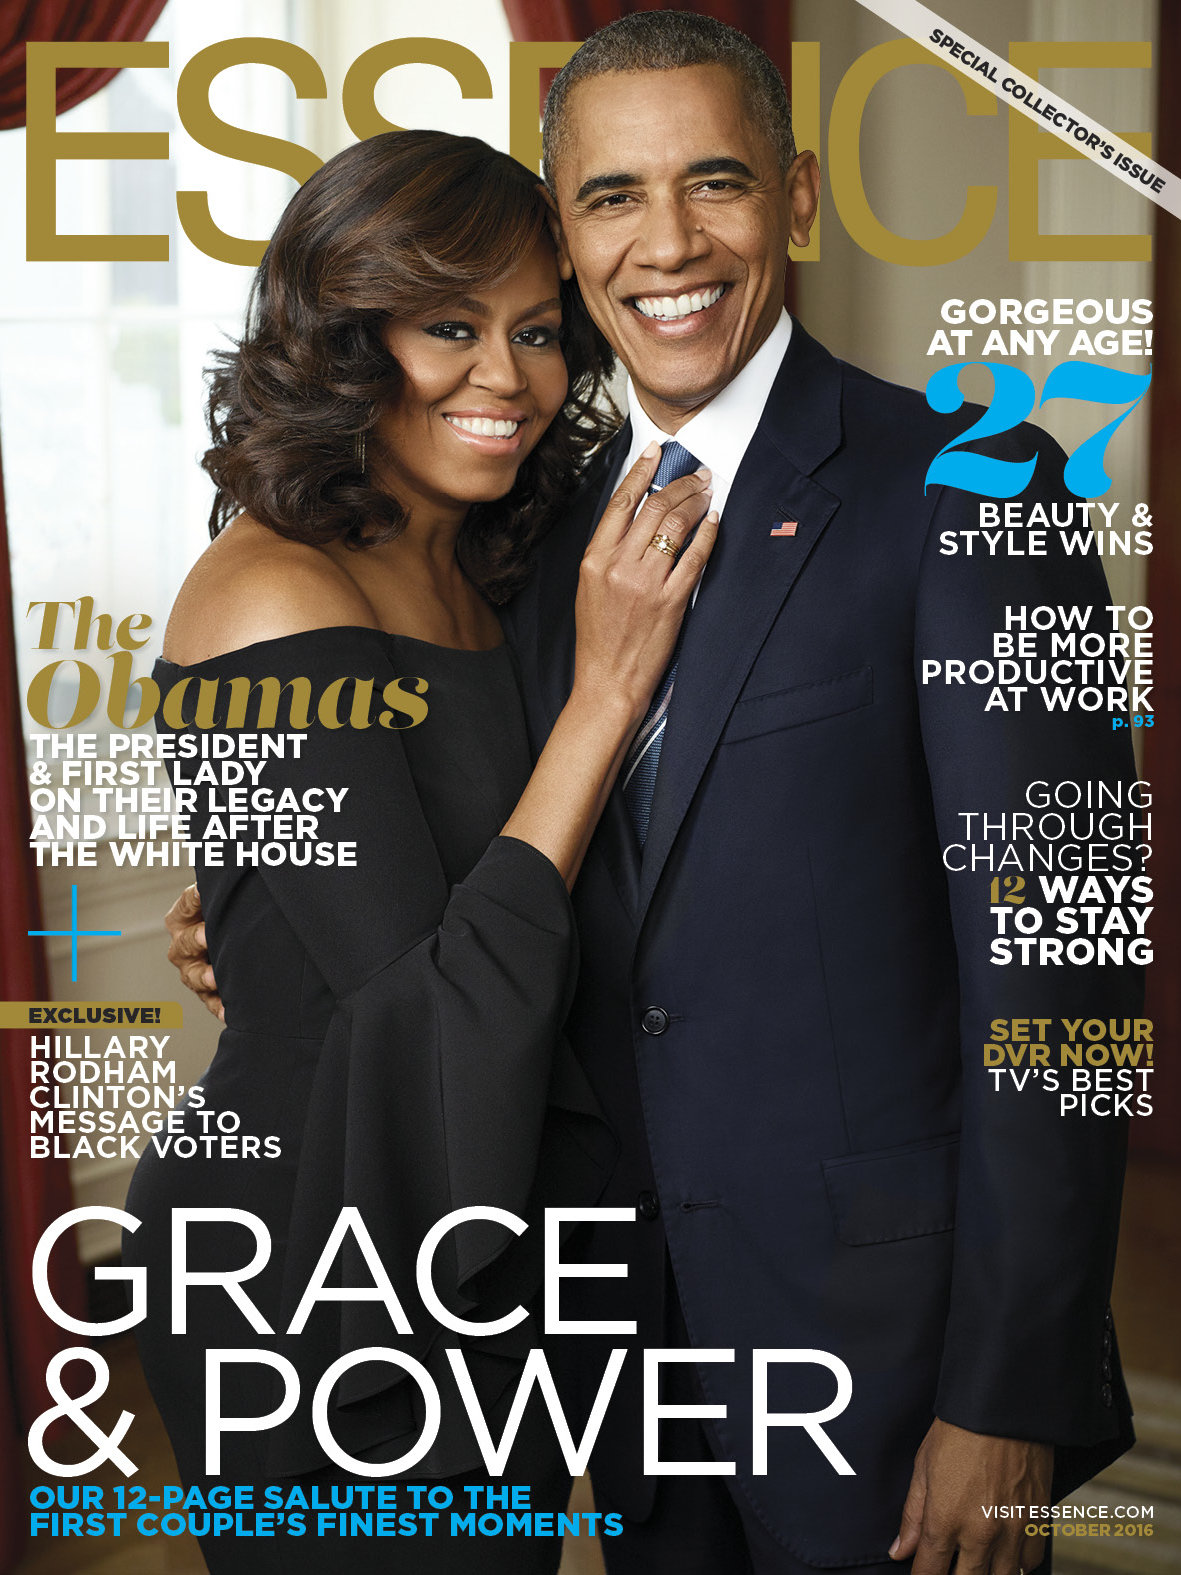 ESSENCE
SPECIAL COLLECTOR'S ISSUE
GORGEOUS
AT ANY AGE!
27
BEAUTY &
STYLE WINS
HOW TO
BE MORE
PRODUCTIVE
AT WORK
p. 93
GOING
THROUGH
CHANGES?
12 WAYS
TO STAY
STRONG
SET YOUR
DVR NOW!
TV'S BEST
PICKS
The
Obamas
THE PRESIDENT
& FIRST LADY
ON THEIR LEGACY
AND LIFE AFTER
THE WHITE HOUSE
+
EXCLUSIVE!
HILLARY
RODHAM
CLINTON'S
MESSAGE TO
BLACK VOTERS
GRACE
& POWER
OUR 12-PAGE SALUTE TO THE
FIRST COUPLE'S FINEST MOMENTS
VISIT ESSENCE.COM
OCTOBER 2016